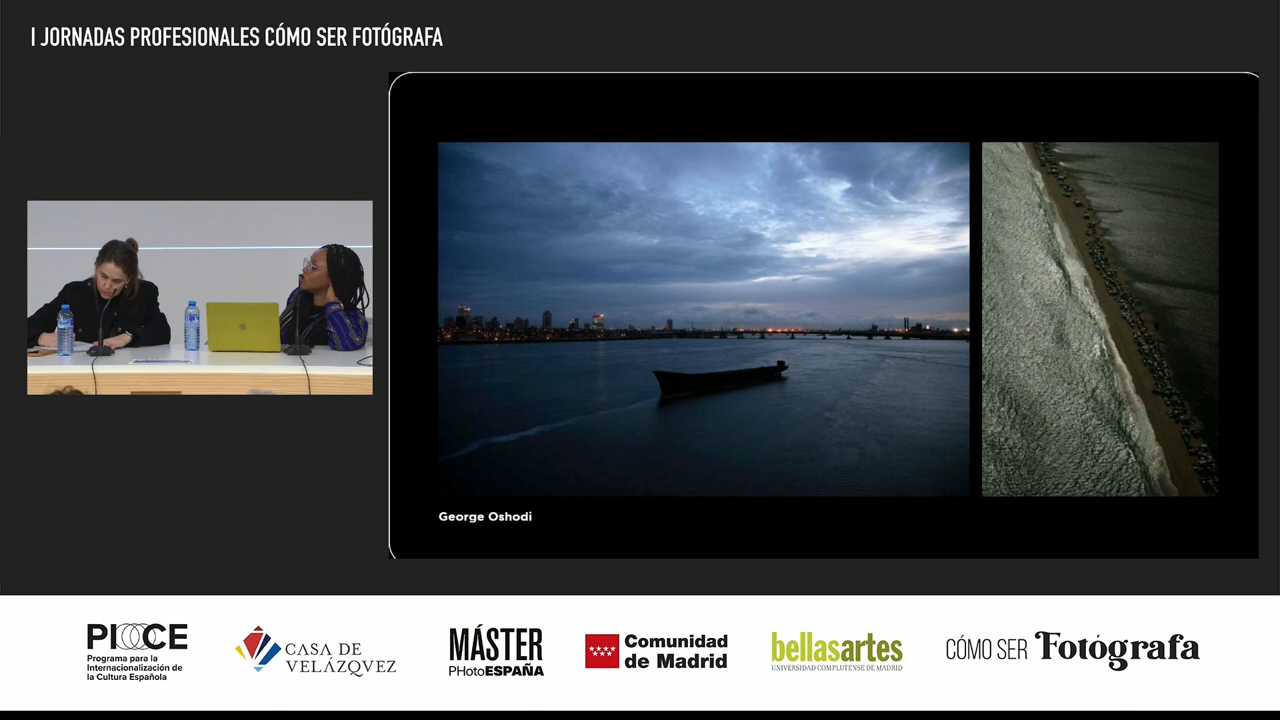 I JORNADAS PROFESIONALES CÓMO SER FOTÓGRAFA
George Oshodi
PICE
Programa para la
Internacionalización de
la Cultura Española
CASA DE
VELÁZQVEZ
MÁSTER
PHotoESPAÑA
Comunidad
de Madrid
bellasartes
UNIVERSIDAD COMPLUTENSE DE MADRID
CÓMO SER Fotógrafa